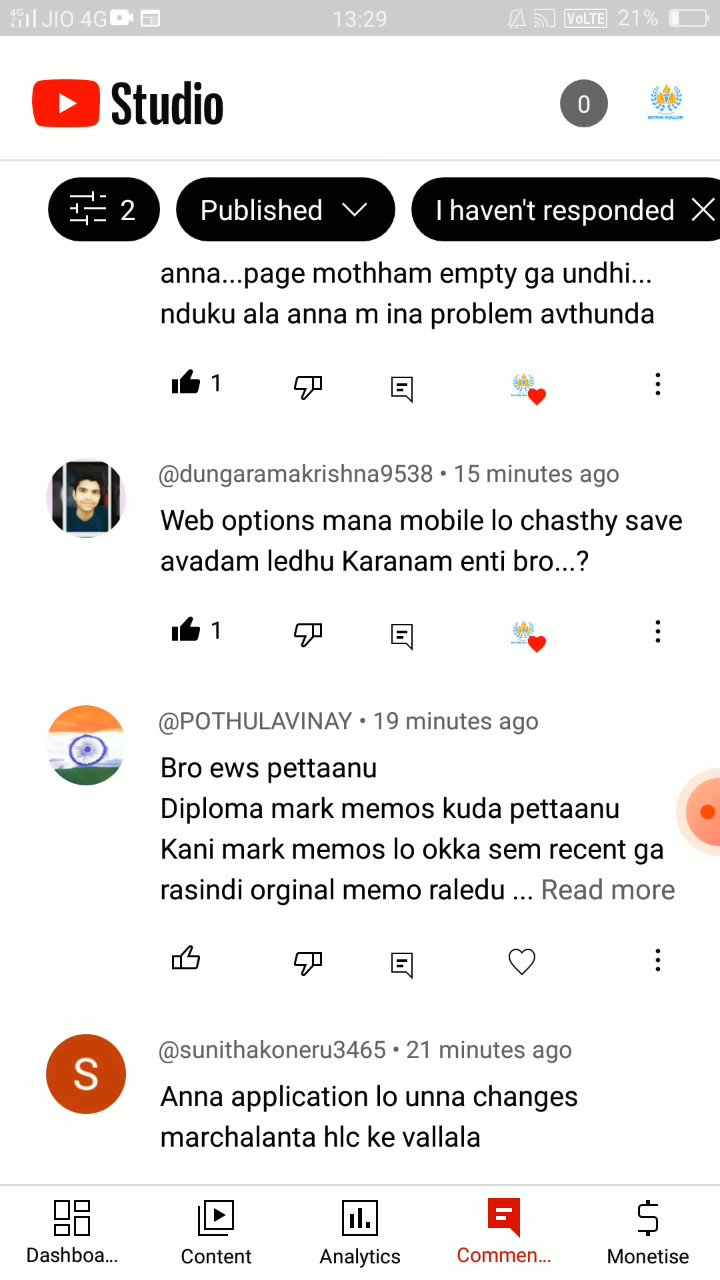 4G JIO 4G 13:29 VoLTE 21%
Studio 0
2 Published I haven't responded
anna...page mothham empty ga undhi...
nduku ala anna m ina problem avthunda
1
@dungaramakrishna9538 • 15 minutes ago
Web options mana mobile lo chasthy save
avadam ledhu Karanam enti bro...?
1
@POTHULAVINAY • 19 minutes ago
Bro ews pettaanu
Diploma mark memos kuda pettaanu
Kani mark memos lo okka sem recent ga
rasindi orginal memo raledu ... Read more
S @sunithakoneru3465 • 21 minutes ago
Anna application lo unna changes
marchalanta hlc ke vallala
Dashboa... Content Analytics Commen... Monetise